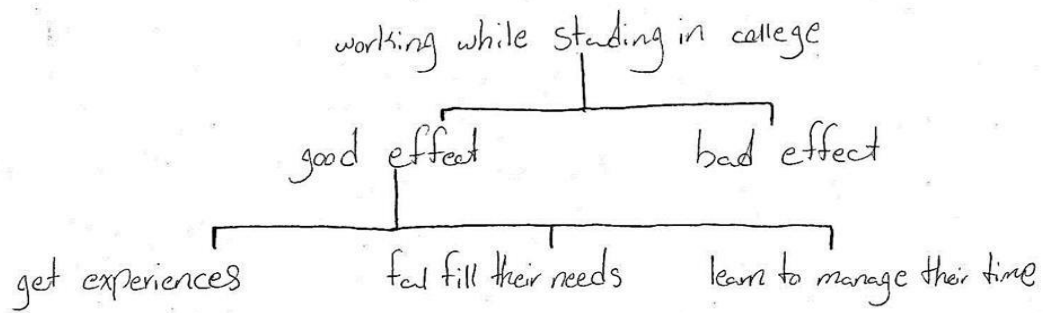 working while studing in college
good effect bad effect
get experiences ful fill their needs learn to manage their time